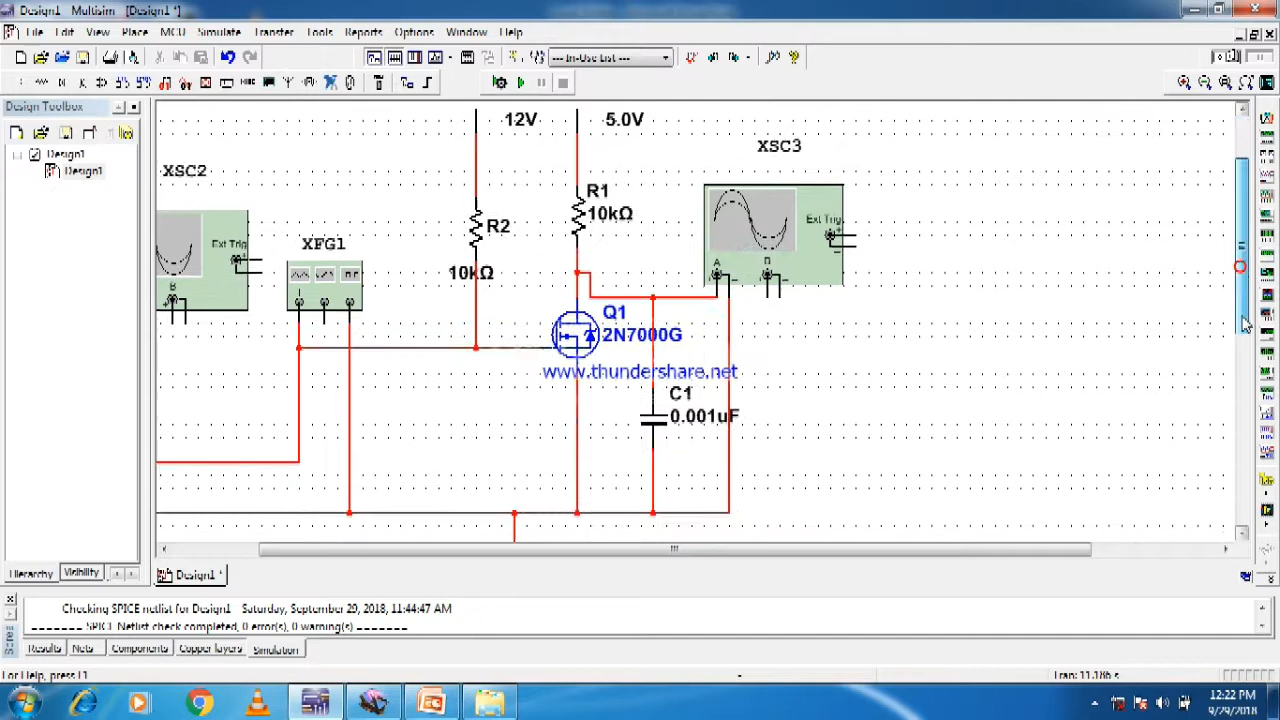 Design1 - Multisim - [Design1 *]
File Edit View Place MCU Simulate Transfer Tools Reports Options Window Help
--- In-Use List ---
Design Toolbox
Design1
Design1
12V
5.0V
XSC3
XSC2
R1
10kΩ
R2
10kΩ
Ext Trig
Ext Trig
XFG1
A
B
B
Q1
2N7000G
www.thundershare.net
C1
0.001uF
Hierarchy Visibility
Design1 *
Checking SPICE netlist for Design1 Saturday, September 29, 2018, 11:44:47 AM
======= SPICE Netlist check completed, 0 error(s), 0 warning(s) =======
Results Nets Components Copper layers Simulation
For Help, press F1
Tran: 11.186 s
12:22 PM
9/29/2018